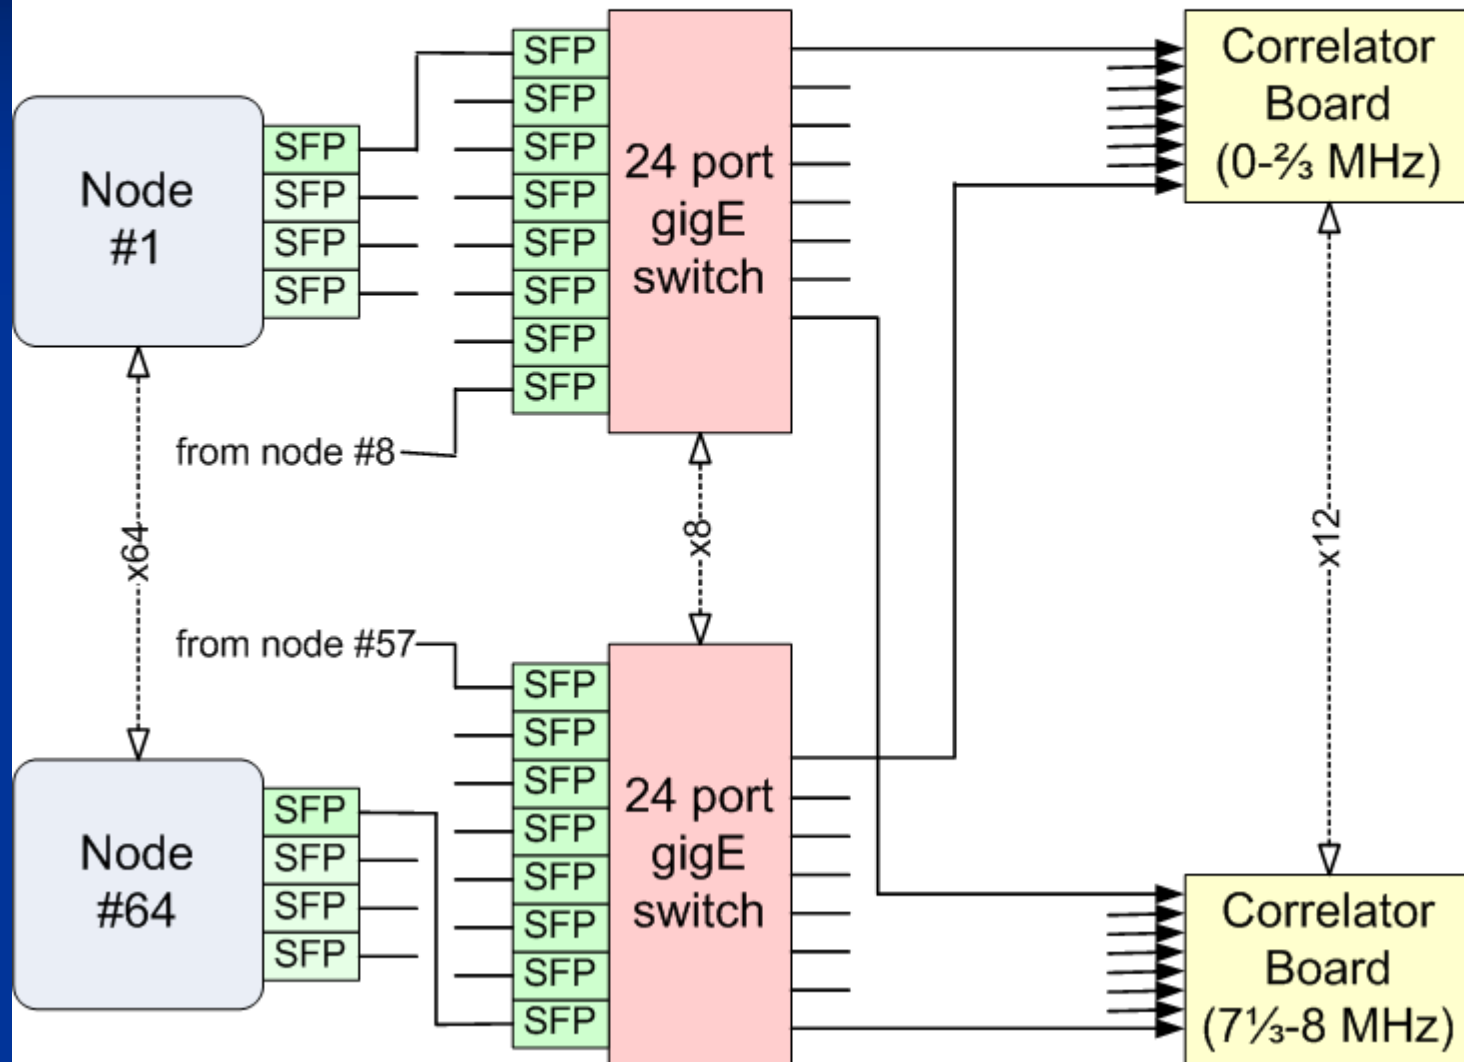 SFP
SFP
SFP
SFP
SFP
SFP
SFP
SFP
24 port
gigE
switch
Correlator
Board
(0-⅔ MHz)
Node
#1
SFP
SFP
SFP
SFP
from node #8
x64
x8
x12
from node #57
SFP
SFP
SFP
SFP
SFP
SFP
SFP
SFP
24 port
gigE
switch
Node
#64
SFP
SFP
SFP
SFP
Correlator
Board
(7⅓-8 MHz)